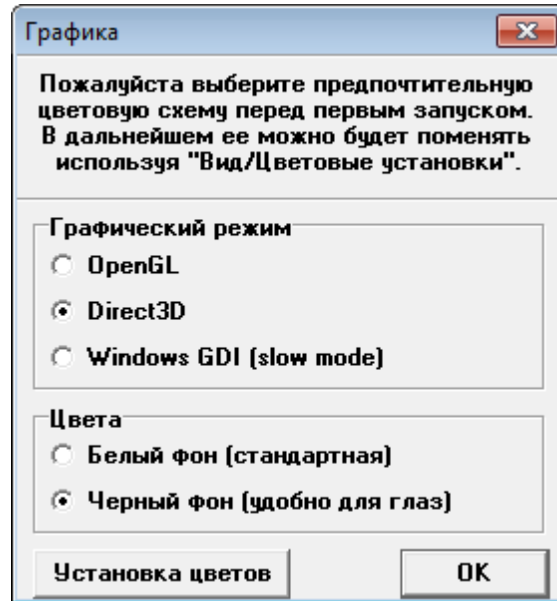 Графика
Пожалуйста выберите предпочтительную
цветовую схему перед первым запуском.
В дальнейшем ее можно будет поменять
используя "Вид/Цветовые установки".
Графический режим
OpenGL
Direct3D
Windows GDI (slow mode)
Цвета
Белый фон (стандартная)
Черный фон (удобно для глаз)
Установка цветов
OK